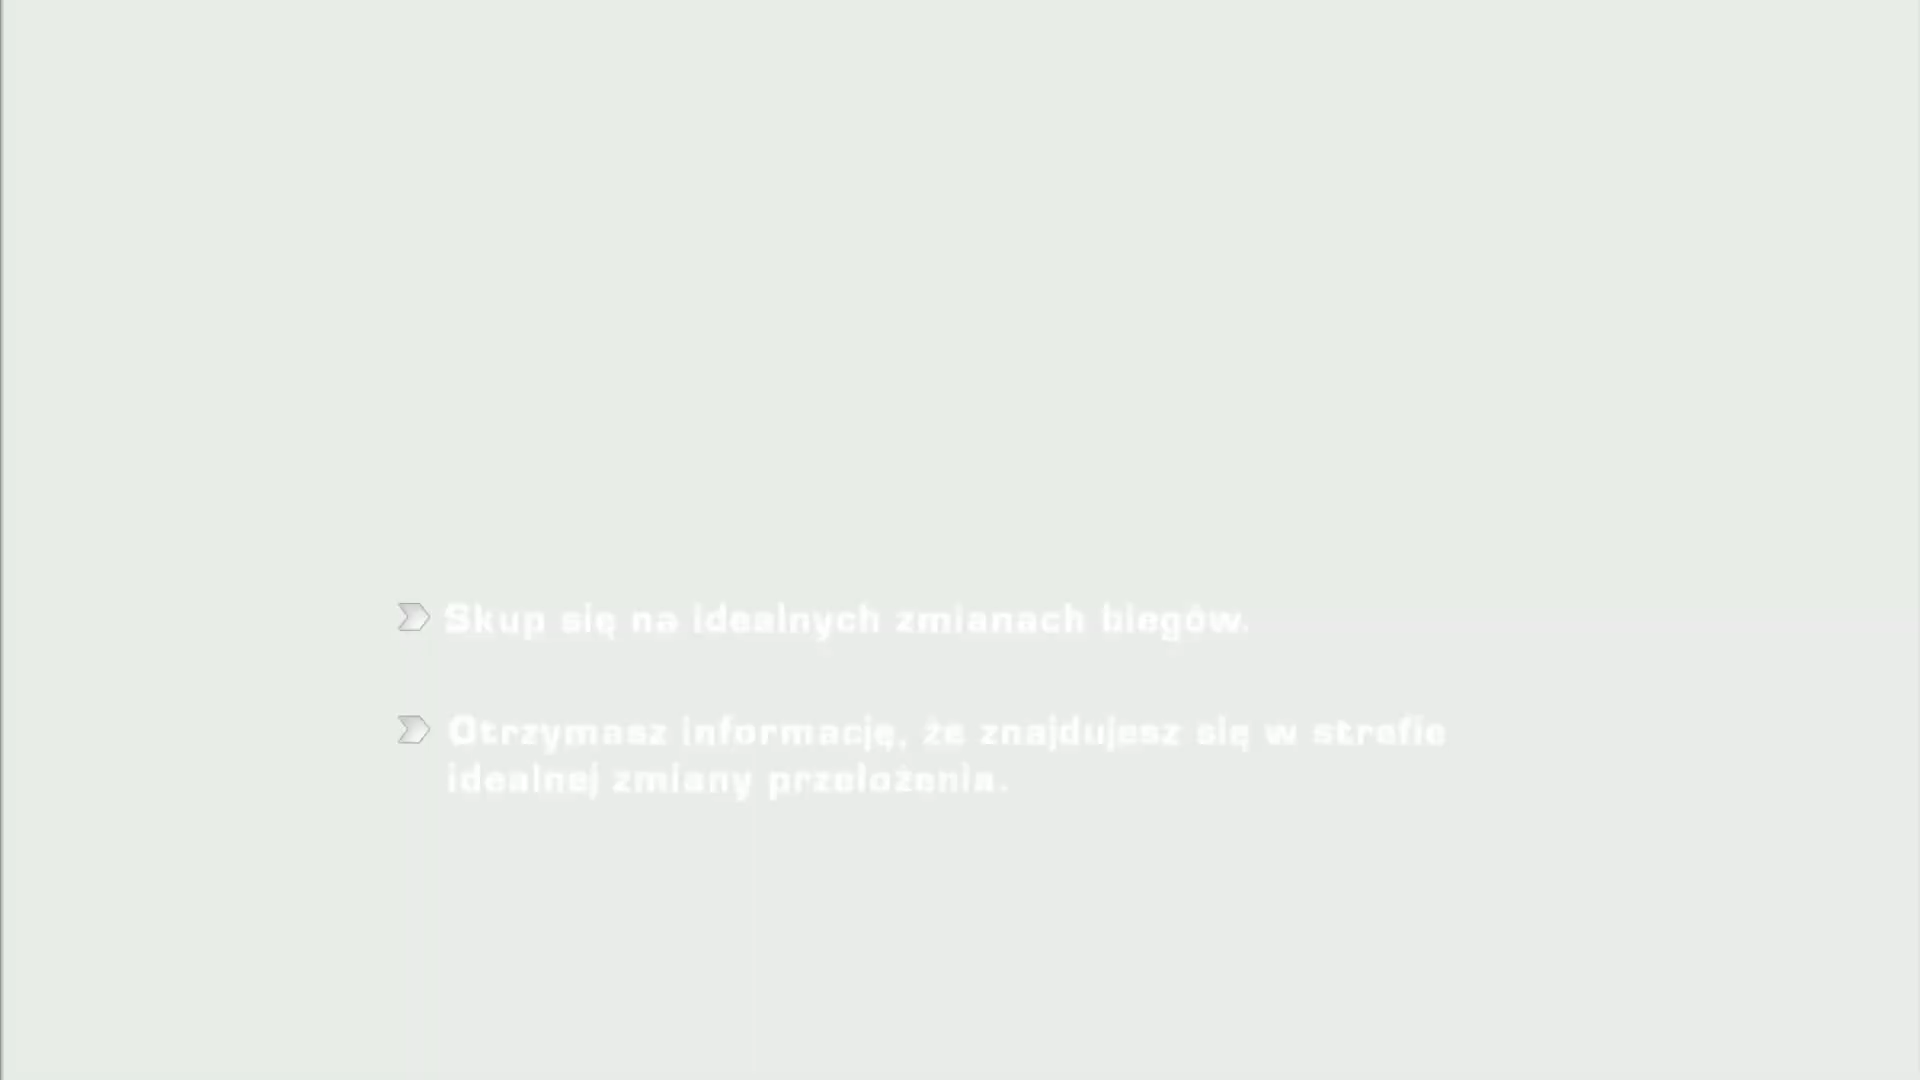 Skup się na idealnych zmianach biegów.
Otrzymasz informację, że znajdujesz się w strefie
idealnej zmiany przełożenia.